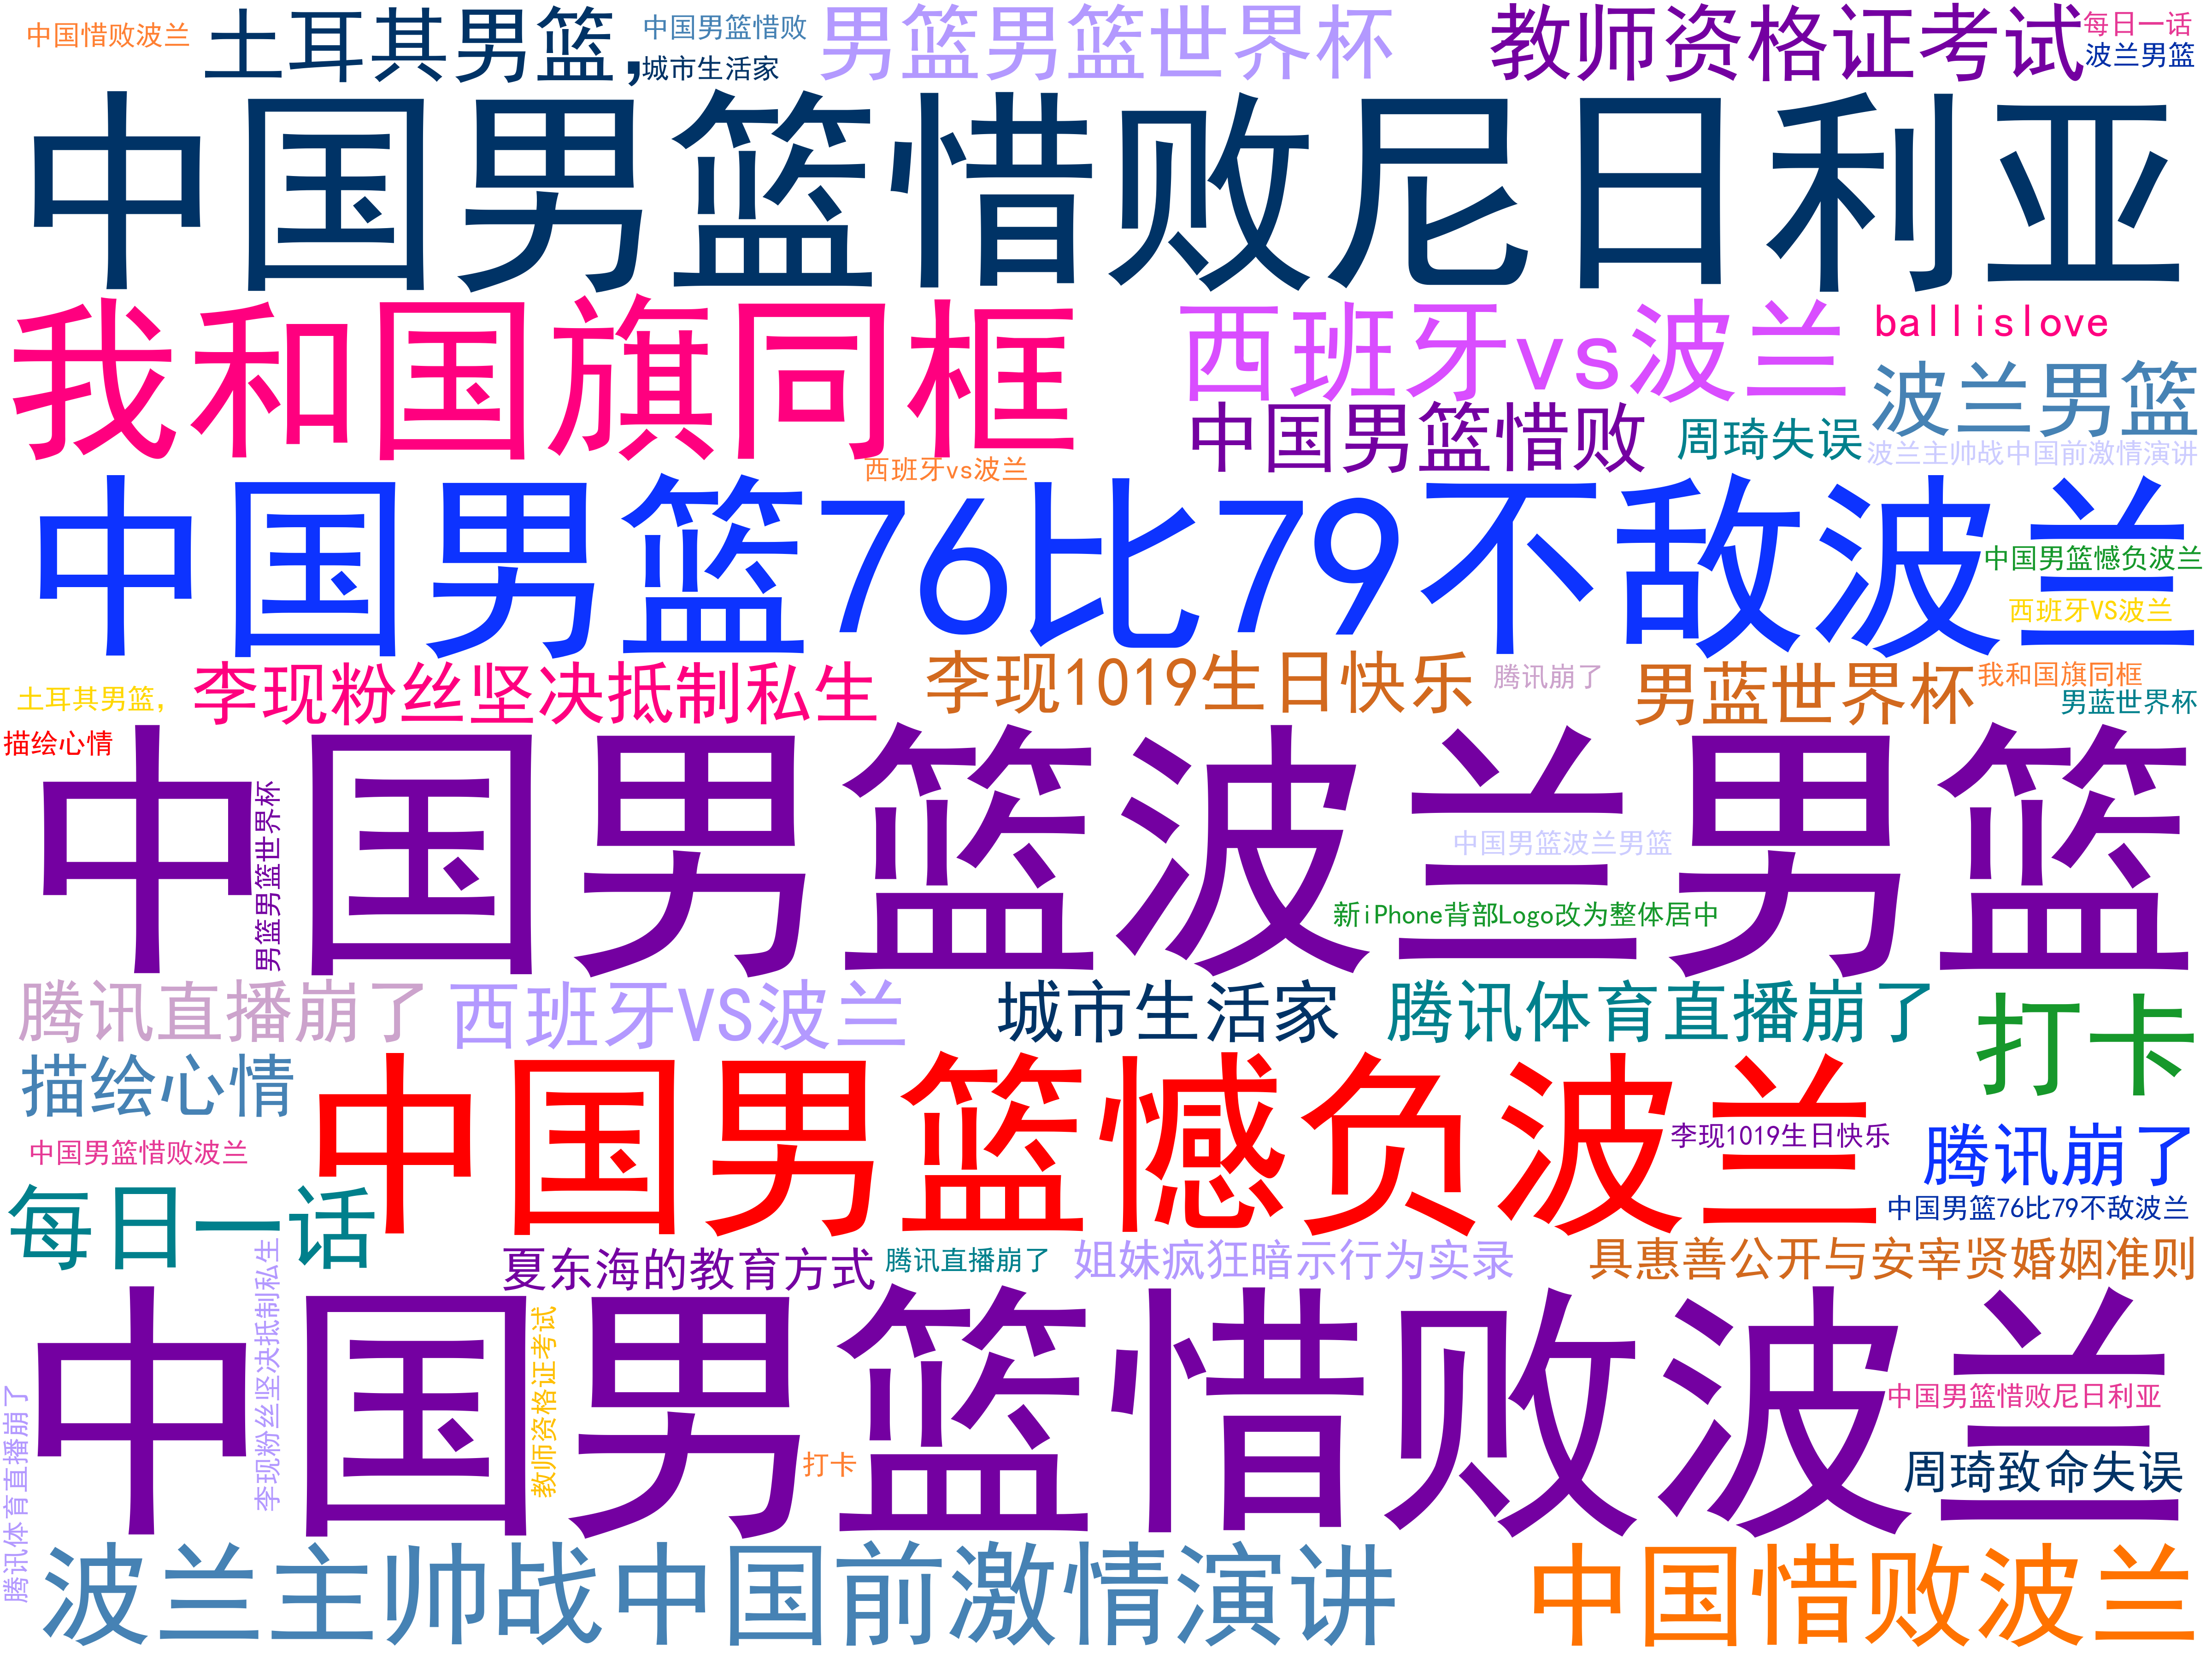 中国惜败波兰
土耳其男篮，
中国男篮惜败
城市生活家
男篮男篮世界杯
教师资格证考试
每日一话
波兰男篮
中国男篮惜败尼日利亚
我和国旗同框
西班牙vs波兰
ballislove
波兰男篮
中国男篮惜败
周琦失误
波兰主帅战中国前激情演讲
西班牙vs波兰
中国男篮76比79不敌波兰
中国男篮憾负波兰
西班牙VS波兰
土耳其男篮，
李现粉丝坚决抵制私生
李现1019生日快乐
腾讯崩了
男蓝世界杯
我和国旗同框
男蓝世界杯
描绘心情
中国男篮波兰男篮
男篮男篮世界杯
中国男篮波兰男篮
新iPhone背部Logo改为整体居中
腾讯直播崩了
西班牙VS波兰
城市生活家
腾讯体育直播崩了
打卡
描绘心情
中国男篮憾负波兰
李现1019生日快乐
腾讯崩了
中国男篮惜败波兰
每日一话
中国男篮76比79不敌波兰
夏东海的教育方式
腾讯直播崩了
姐妹疯狂暗示行为实录
具惠善公开与安宰贤婚姻准则
李现粉丝坚决抵制私生
中国男篮惜败波兰
教师资格证考试
打卡
中国男篮惜败尼日利亚
周琦致命失误
腾讯体育直播崩了
波兰主帅战中国前激情演讲
中国惜败波兰